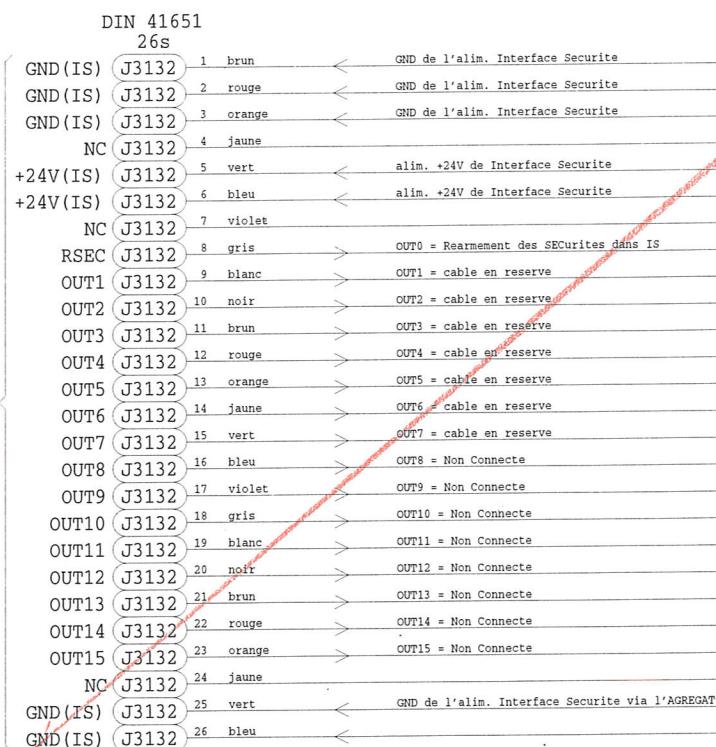 DIN 41651
26s
GND(IS) J3132 1 brun GND de l'alim. Interface Securite
GND(IS) J3132 2 rouge GND de l'alim. Interface Securite
GND(IS) J3132 3 orange GND de l'alim. Interface Securite
NC J3132 4 jaune
+24V(IS) J3132 5 vert alim. +24V de Interface Securite
+24V(IS) J3132 6 bleu alim. +24V de Interface Securite
NC J3132 7 violet
RSEC J3132 8 gris OUT0 = Rearmement des SECurites dans IS
OUT1 J3132 9 blanc OUT1 = cable en reserve
OUT2 J3132 10 noir OUT2 = cable en reserve
OUT3 J3132 11 brun OUT3 = cable en reserve
OUT4 J3132 12 rouge OUT4 = cable en reserve
OUT5 J3132 13 orange OUT5 = cable en reserve
OUT6 J3132 14 jaune OUT6 = cable en reserve
OUT7 J3132 15 vert OUT7 = cable en reserve
OUT8 J3132 16 bleu OUT8 = Non Connecte
OUT9 J3132 17 violet OUT9 = Non Connecte
OUT10 J3132 18 gris OUT10 = Non Connecte
OUT11 J3132 19 blanc OUT11 = Non Connecte
OUT12 J3132 20 noir OUT12 = Non Connecte
OUT13 J3132 21 brun OUT13 = Non Connecte
OUT14 J3132 22 rouge OUT14 = Non Connecte
OUT15 J3132 23 orange OUT15 = Non Connecte
NC J3132 24 jaune
GND(IS) J3132 25 vert GND de l'alim. Interface Securite via l'AGREGAT
GND(IS) J3132 26 bleu